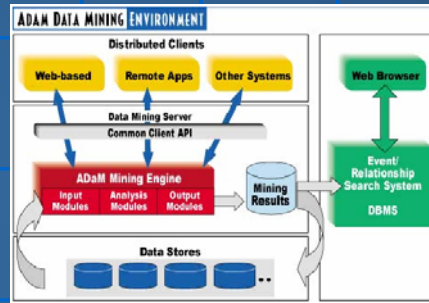 ADAM DATA MINING ENVIRONMENT
Distributed Clients
Web-based
Remote Apps
Other Systems
Data Mining Server
Common Client API
ADaM Mining Engine
Input
Modules
Analysis
Modules
Output
Modules
Mining
Results
Data Stores
Web Browser
Event/
Relationship
Search System
DBMS